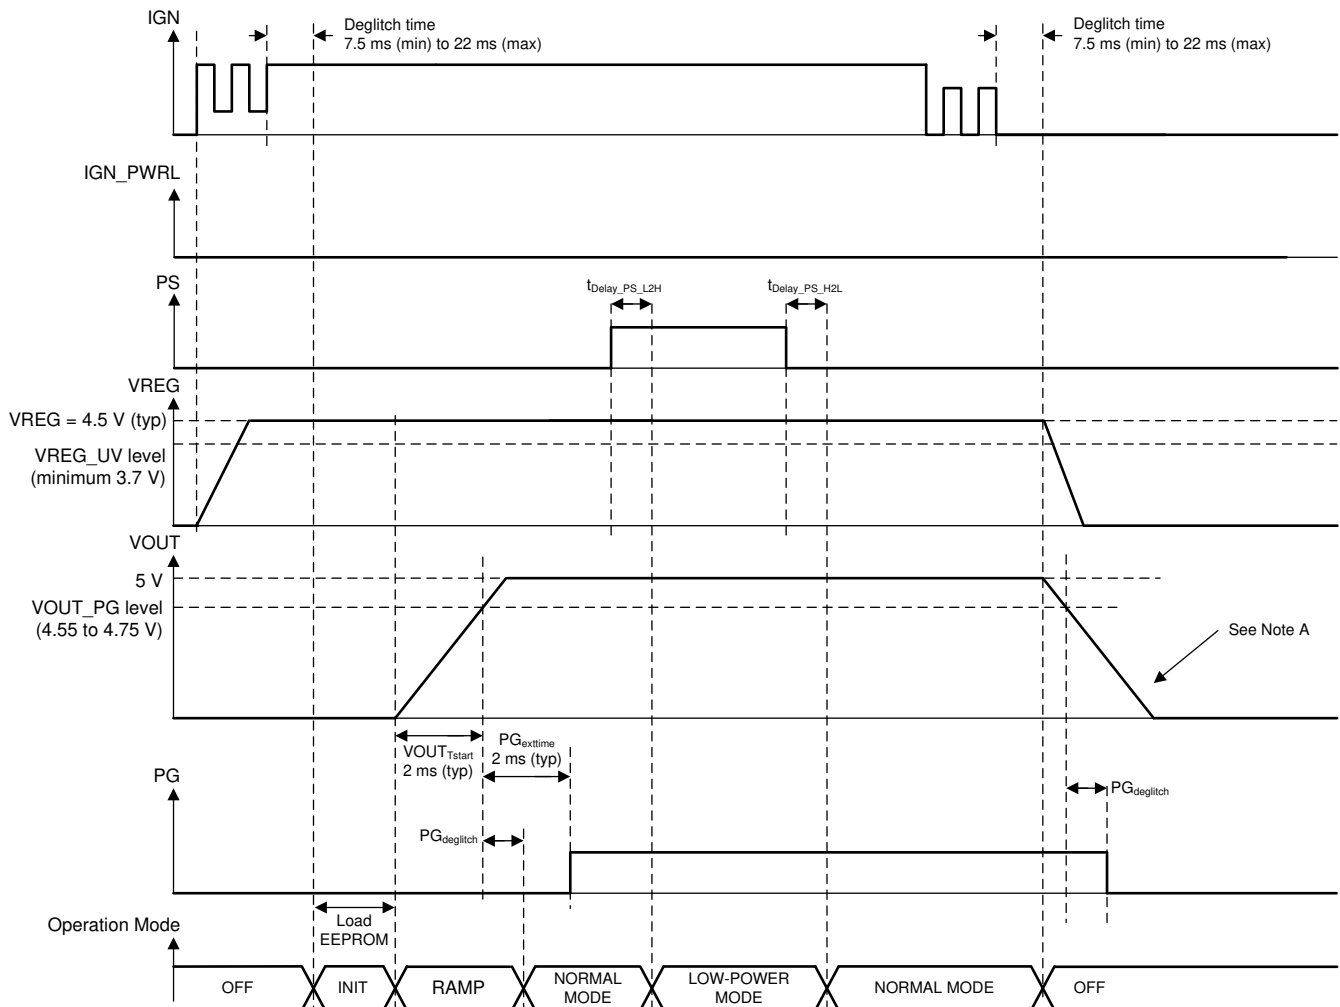 IGN
Deglitch time
7.5 ms (min) to 22 ms (max)
Deglitch time
7.5 ms (min) to 22 ms (max)
IGN_PWRL
PS
tDelay_PS_L2H
tDelay_PS_H2L
VREG
VREG = 4.5 V (typ)
VREG_UV level
(minimum 3.7 V)
VOUT
5 V
VOUT_PG level
(4.55 to 4.75 V)
See Note A
VOUTTstart
2 ms (typ)
PGexttime
2 ms (typ)
PG
PGdeglitch
PGdeglitch
Load
EEPROM
Operation Mode
OFF
INIT
RAMP
NORMAL
MODE
LOW-POWER
MODE
NORMAL MODE
OFF